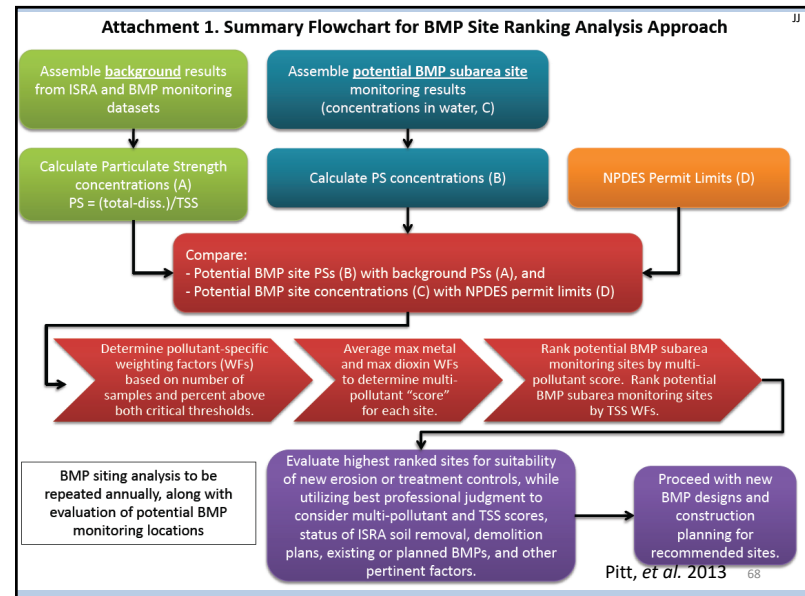 JJ
Attachment 1. Summary Flowchart for BMP Site Ranking Analysis Approach
Assemble background results
from ISRA and BMP monitoring
datasets
Assemble potential BMP subarea site
monitoring results
(concentrations in water, C)
Calculate Particulate Strength
concentrations (A)
PS = (total-diss.)/TSS
Calculate PS concentrations (B)
NPDES Permit Limits (D)
Compare:
- Potential BMP site PSs (B) with background PSs (A), and
- Potential BMP site concentrations (C) with NPDES permit limits (D)
Determine pollutant-specific
weighting factors (WFs)
based on number of
samples and percent above
both critical thresholds.
Average max metal
and max dioxin WFs
to determine multi-
pollutant “score”
for each site.
Rank potential BMP subarea
monitoring sites by multi-
pollutant score. Rank potential
BMP subarea monitoring sites
by TSS WFs.
BMP siting analysis to be
repeated annually, along with
evaluation of potential BMP
monitoring locations
Evaluate highest ranked sites for suitability
of new erosion or treatment controls, while
utilizing best professional judgment to
consider multi-pollutant and TSS scores,
status of ISRA soil removal, demolition
plans, existing or planned BMPs, and other
pertinent factors.
Proceed with new
BMP designs and
construction
planning for
recommended sites.
Pitt, et al. 2013 68